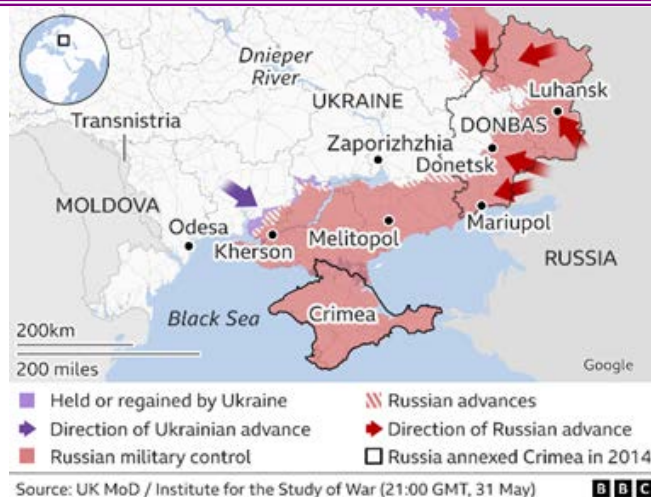 Dnieper
River
UKRAINE
Luhansk
Transnistria
DONBAS
Zaporizhzhia
Donetsk
MOLDOVA
Odesa
Kherson
Melitopol
Mariupol
RUSSIA
Crimea
Black Sea
200km
200 miles
Google
Held or regained by Ukraine
Russian advances
Direction of Ukrainian advance
Direction of Russian advance
Russian military control
Russia annexed Crimea in 2014
Source: UK MoD / Institute for the Study of War (21:00 GMT, 31 May)
BBC